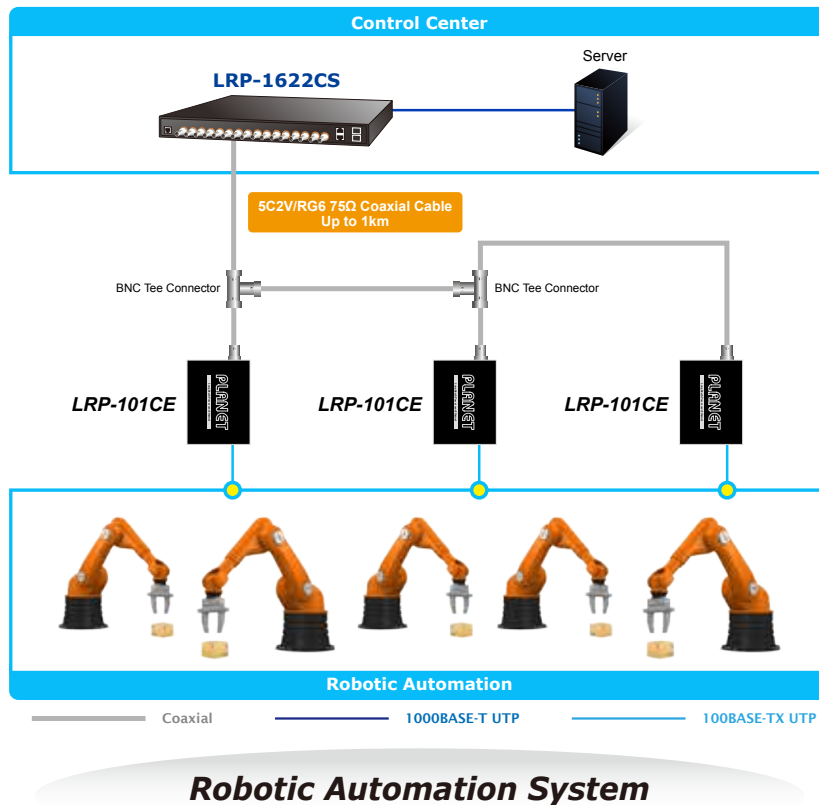 Control Center
LRP-1622CS
Server
5C2V/RG6 75Ω Coaxial Cable
Up to 1km
BNC Tee Connector
BNC Tee Connector
LRP-101CE
PLANET
LRP-101CE
PLANET
LRP-101CE
PLANET
Robotic Automation
Coaxial
1000BASE-T UTP
100BASE-TX UTP
Robotic Automation System